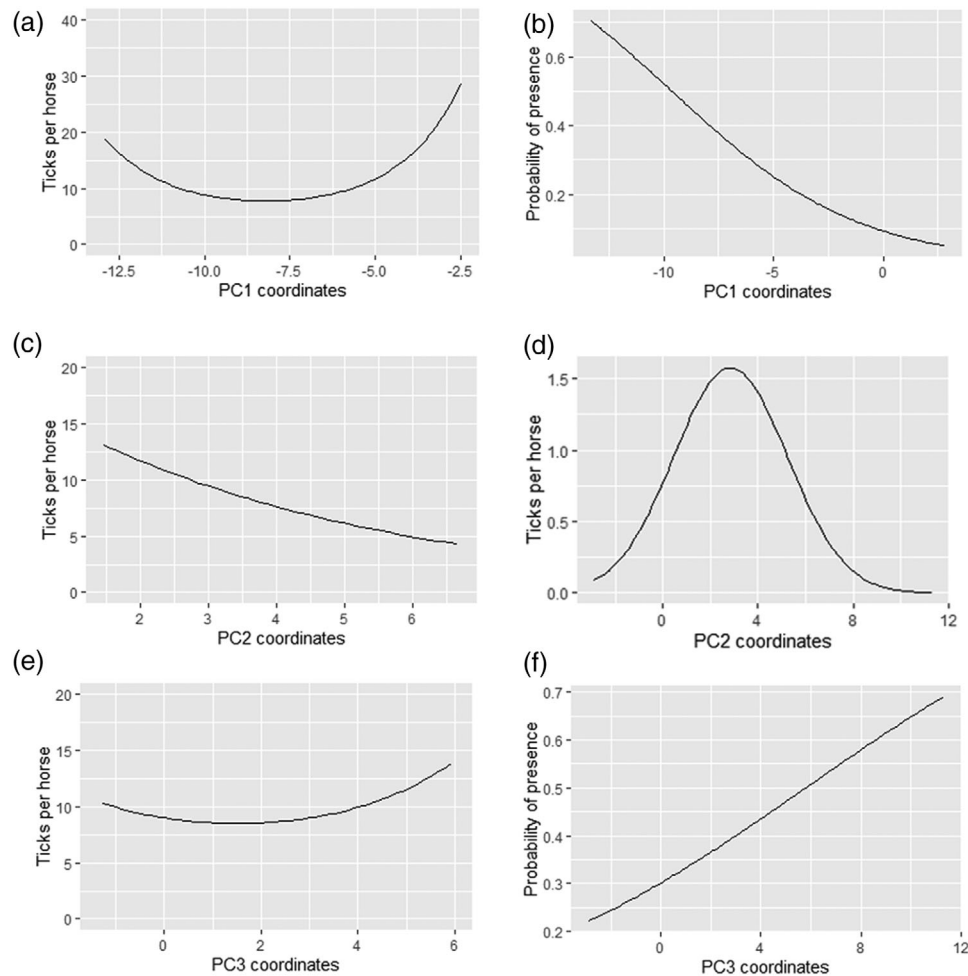 (a)
40
30
20
10
0
Ticks per horse
-12.5 -10.0 -7.5 -5.0 -2.5
PC1 coordinates
(b)
0.6
0.4
0.2
Probability of presence
-10 -5 0
PC1 coordinates
(c)
20
15
10
5
0
Ticks per horse
2 3 4 5 6
PC2 coordinates
(d)
1.5
1.0
0.5
0.0
Ticks per horse
0 4 8 12
PC2 coordinates
(e)
20
15
10
5
0
Ticks per horse
0 2 4 6
PC3 coordinates
(f)
0.7
0.6
0.5
0.4
0.3
0.2
Probability of presence
0 4 8 12
PC3 coordinates